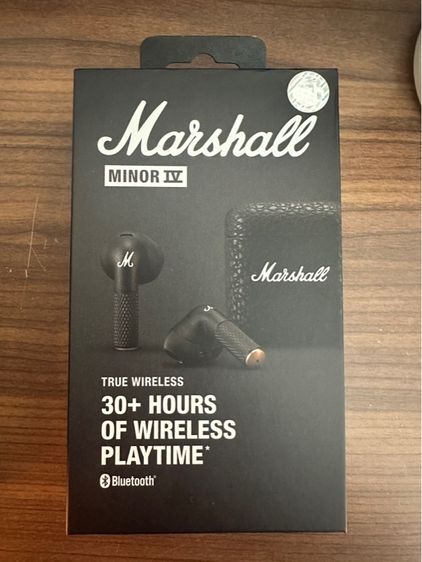 Marshall
MINOR IV
M
Marshall
TRUE WIRELESS
30+ HOURS
OF WIRELESS
PLAYTIME*
Bluetooth®